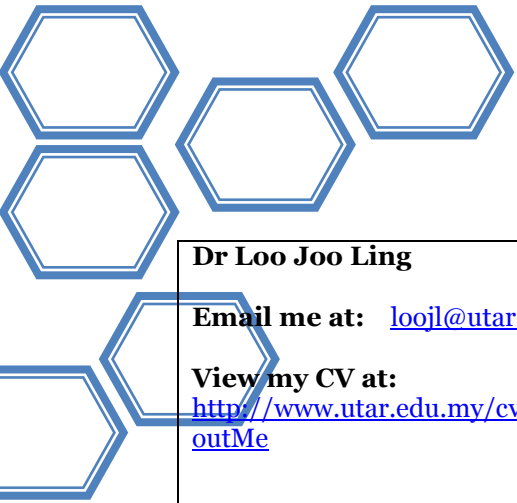 Dr Loo Joo Ling
Email me at: loojl@utar
View my CV at:
http://www.utar.edu.my/cv
outMe